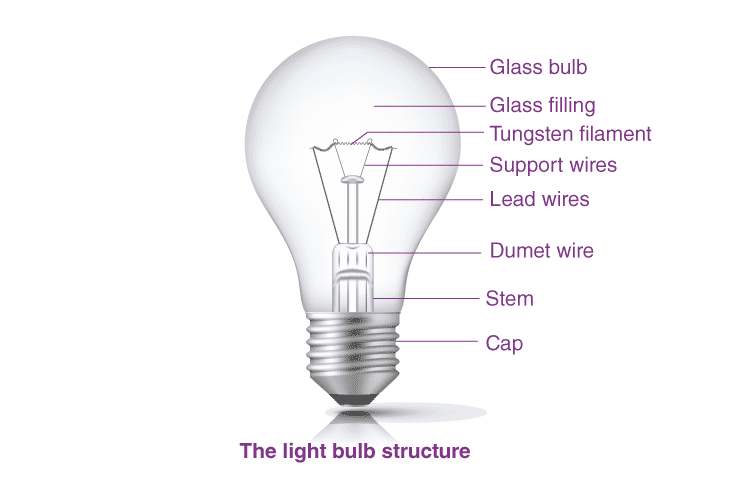 Glass bulb
Glass filling
Tungsten filament
Support wires
Lead wires
Dumet wire
Stem
Cap
The light bulb structure